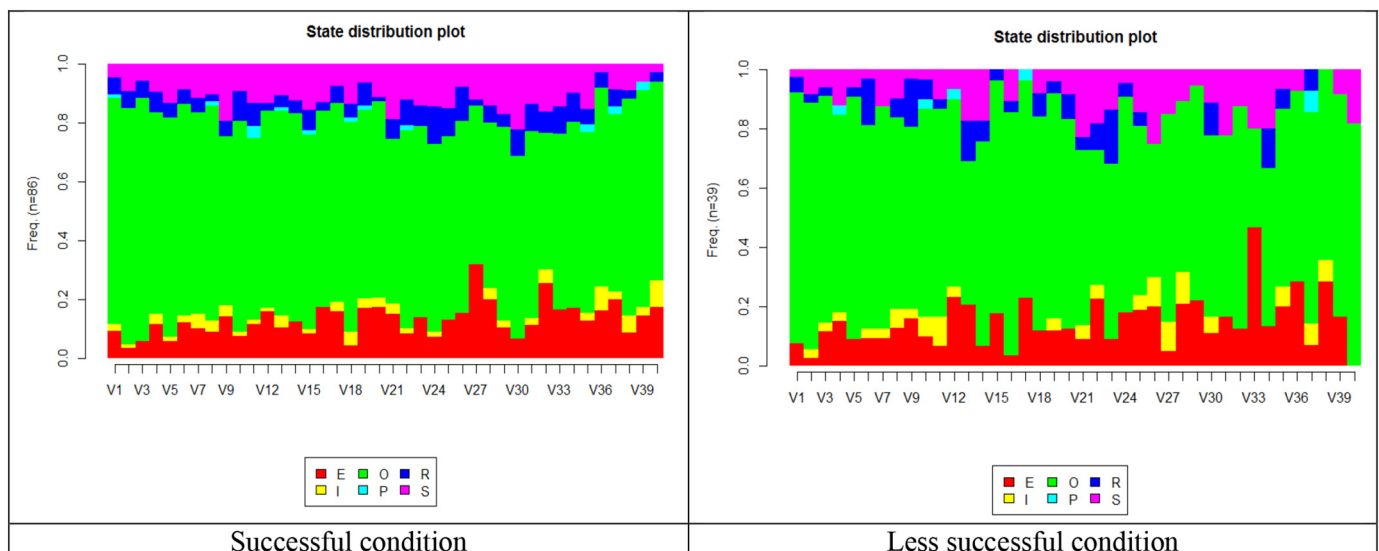 State distribution plot
1.0
0.8
0.6
0.4
0.2
0.0
Freq. (n=86)
V1 V3 V5 V7 V9 V12 V15 V18 V21 V24 V27 V30 V33 V36 V39
E O R
I P S
Successful condition
State distribution plot
1.0
0.8
0.6
0.4
0.2
0.0
Freq. (n=39)
V1 V3 V5 V7 V9 V12 V15 V18 V21 V24 V27 V30 V33 V36 V39
E O R
I P S
Less successful condition